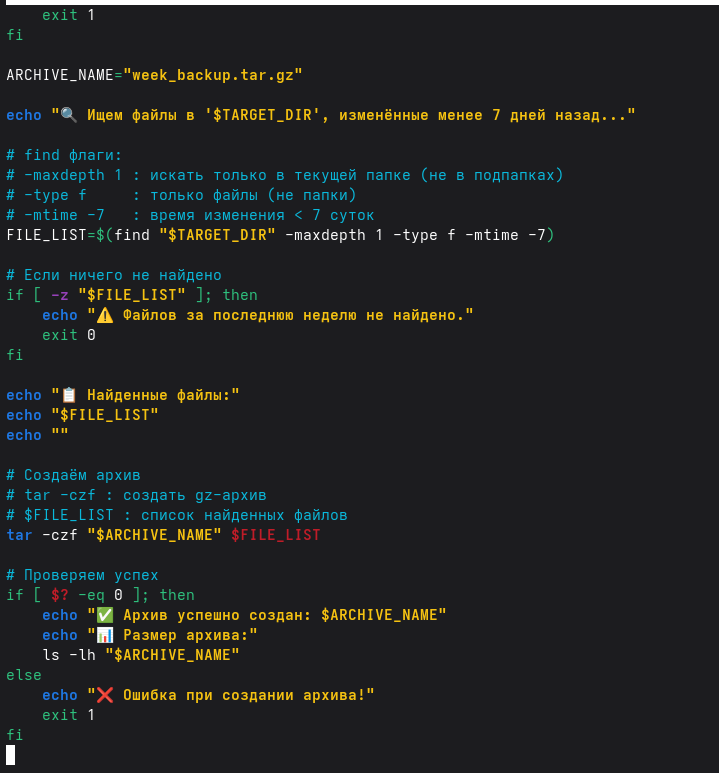 exit 1
fi

ARCHIVE_NAME="week_backup.tar.gz"

echo "🔍 Ищем файлы в '$TARGET_DIR', изменённые менее 7 дней назад..."

# find флаги:
# -maxdepth 1 : искать только в текущей папке (не в подпапках)
# -type f     : только файлы (не папки)
# -mtime -7   : время изменения < 7 суток
FILE_LIST=$(find "$TARGET_DIR" -maxdepth 1 -type f -mtime -7)

# Если ничего не найдено
if [ -z "$FILE_LIST" ]; then
    echo "⚠️ Файлов за последнюю неделю не найдено."
    exit 0
fi

echo "📋 Найденные файлы:"
echo "$FILE_LIST"
echo ""

# Создаём архив
# tar -czf : создать gz-архив
# $FILE_LIST : список найденных файлов
tar -czf "$ARCHIVE_NAME" $FILE_LIST

# Проверяем успех
if [ $? -eq 0 ]; then
    echo "✅ Архив успешно создан: $ARCHIVE_NAME"
    echo "📊 Размер архива:"
    ls -lh "$ARCHIVE_NAME"
else
    echo "❌ Ошибка при создании архива!"
    exit 1
fi